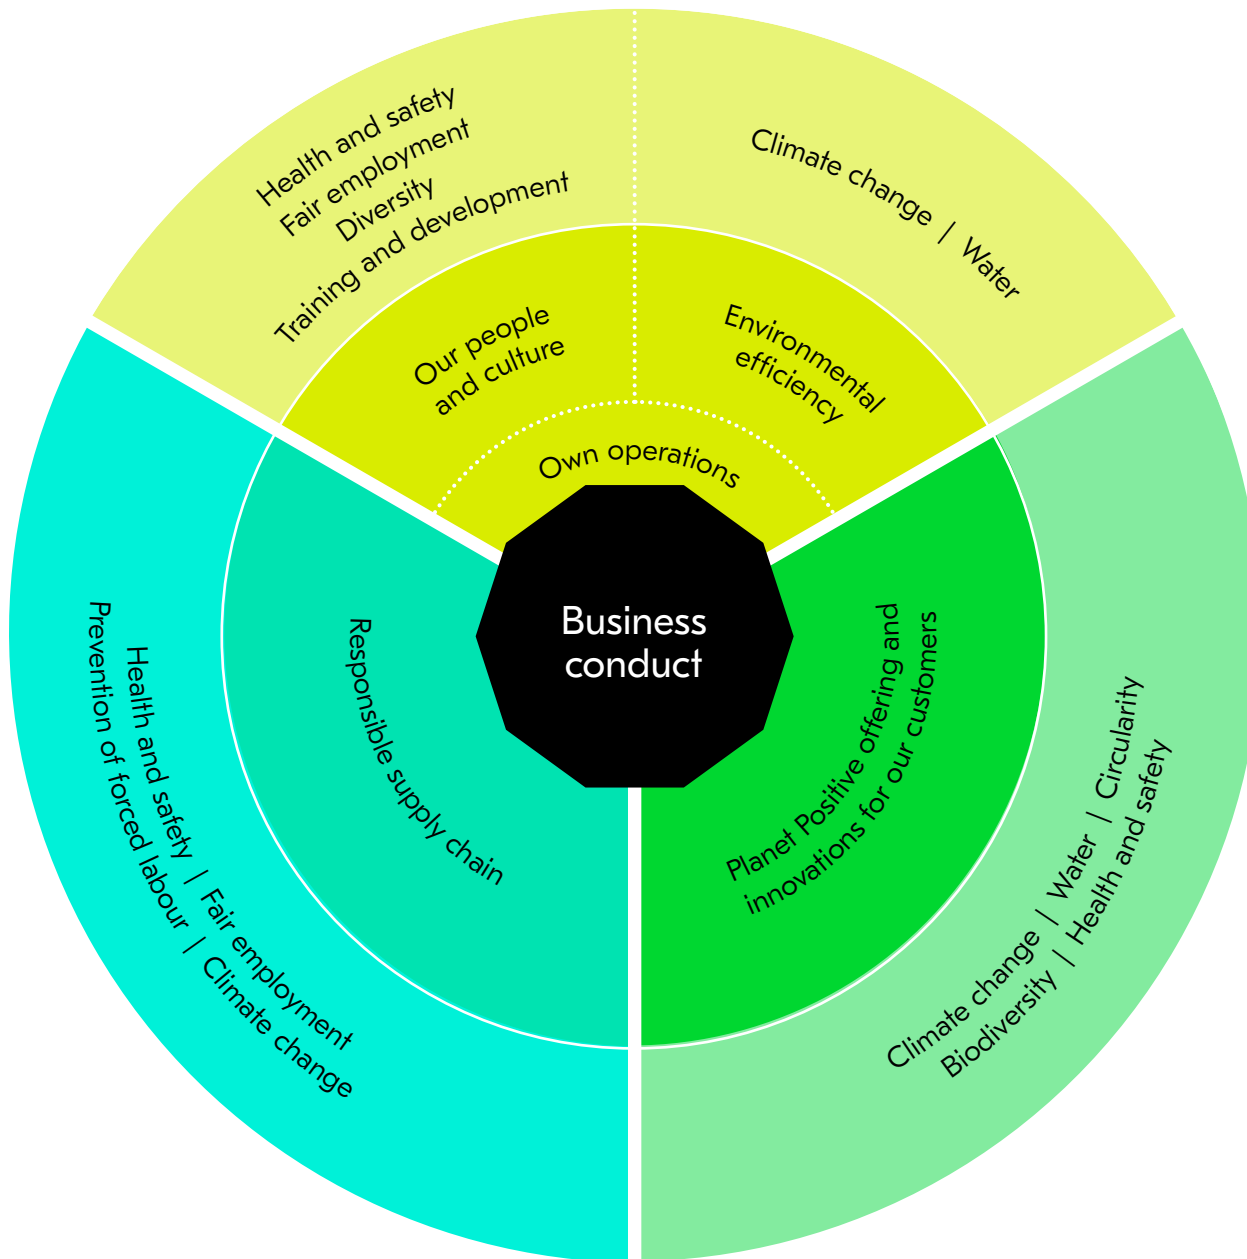 Health and safety
Fair employment
Diversity
Training and development
Climate change | Water
Our people
and culture
Environmental
efficiency
Own operations
Business
conduct
Responsible supply chain
Health and safety | Fair employment
Prevention of forced labour | Climate change
Planet Positive offering and
innovations for our customers
Climate change | Water | Circularity
Biodiversity | Health and safety